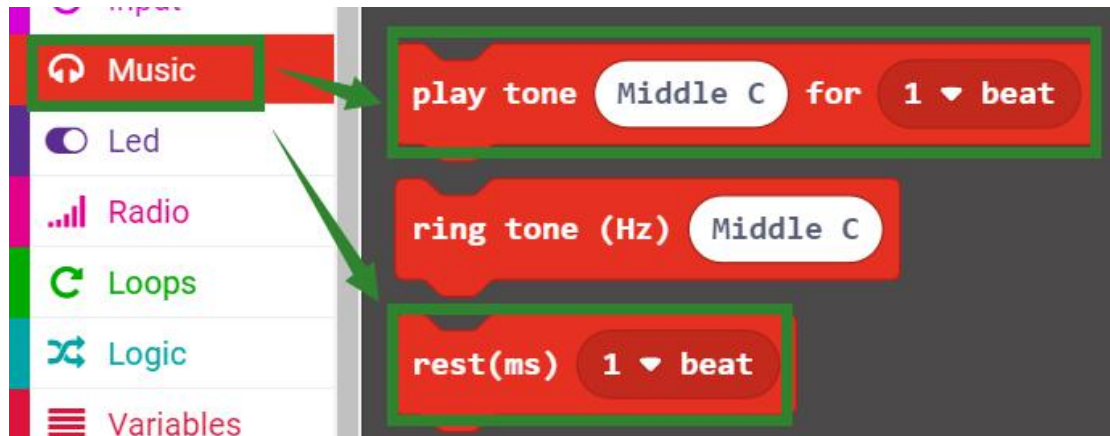 Music
Led
Radio
Loops
Logic
Variables
play tone Middle C for 1 beat
ring tone (Hz) Middle C
rest(ms) 1 beat